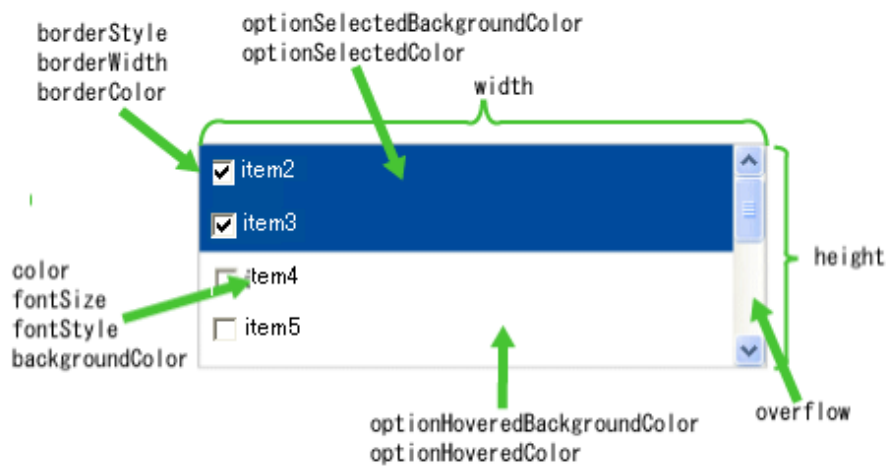 borderStyle
borderWidth
borderColor
optionSelectedBackgroundColor
optionSelectedColor
width
item2
item3
item4
item5
height
color
fontSize
fontStyle
backgroundColor
optionHoveredBackgroundColor
optionHoveredColor
overflow